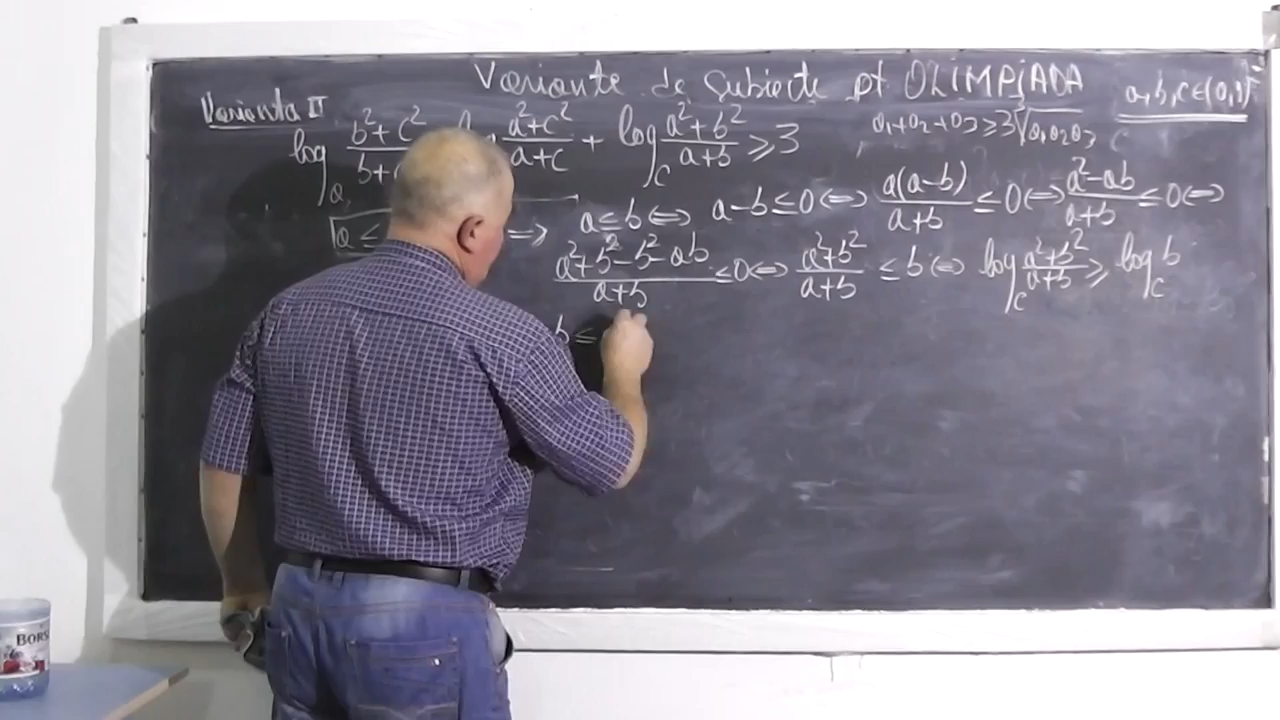 Variante de subiecte pt OLIMPIADA
a,b,c∈(0,1)
Varianta II
log_a (b²+c²)/(b+ (a²+c²)/(a+c) + log_c (a²+b²)/(a+b) ≥ 3
a₁+a₂+a₃ ≥ 3∛(a₁a₂a₃)
a ≤ ⟹ a≤b ⟺ a-b≤0 ⟺ a(a-b)/(a+b) ≤0 ⟺ (a²-ab)/(a+b) ≤0 ⟺
(a²+b²-b²-ab)/(a+b) ≤0 ⟺ (a²+b²)/(a+b) ≤ b ⟺ log_c (a²+b²)/(a+b) ≥ log_c b
b ≤
BORS